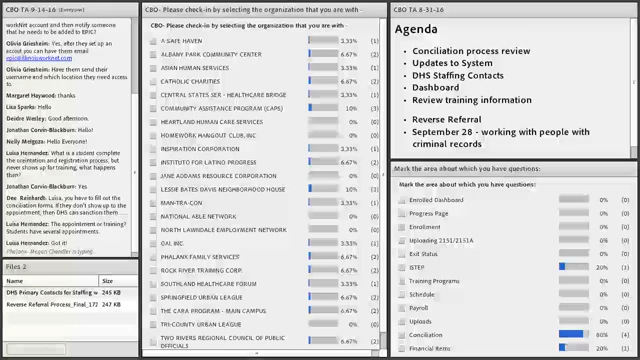 CBO TA 9-14-16 (Everyone)
workNet account and then notify someone
that he needs to be added to EPIC?
Olivia Griesheim: Yes, after they set up an
account you can have them email
Olivia Griesheim: Have them send their
username and which location they need access
to.
Margaret Haywood: thanks
Lisa Sparks: Hello
Deidre Wesley: Good afternoon.
Jonathan Corvin-Blackburn: Hello!
Nelly Melgoza: Hello Everyone!
Luisa Hernandez: What is a student complete
the orientation and registration process, but
never shows up for training, what happens
then?
Jonathan Corvin-Blackburn: Yes
Dee Reinhard: Luisa, you have to fill out the
conciliation forms. If they don't show up to the
appointment, then DHS can sanction them
Luisa Hernandez: The appointment or training?
Students have several appointments.
Luisa Hernandez: Got it!
Phalanx- Megan Chandler is typing
Files 2
Name Size
DHS Primary Contacts for Staffing w 245 KB
Reverse Referral Process_Final_172 247 KB
CBO- Please check-in by selecting the organization that you are with -
CBO- Please check-in by selecting the organization that you are with -
A SAFE HAVEN 3.33% (1)
ALBANY PARK COMMUNITY CENTER 6.67% (2)
ASIAN HUMAN SERVICES 3.33% (1)
CATHOLIC CHARITIES 6.67% (2)
CENTRAL STATES SER - HEALTHCARE BRIDGE 3.33% (1)
COMMUNITY ASSISTANCE PROGRAM (CAPS) 10% (3)
HEARTLAND HUMAN CARE SERVICES 0% (0)
HOMEWORK HANGOUT CLUB, INC 0% (0)
INSPIRATION CORPORATION 3.33% (1)
INSTITUTO FOR LATINO PROGRESS 6.67% (2)
JANE ADDAMS RESOURCE CORPORATION 0% (0)
LESSIE BATES DAVIS NEIGHBORHOOD HOUSE 10% (3)
MAN-TRA-CON 3.33% (1)
NATIONAL ABLE NETWORK 0% (0)
NORTH LAWNDALE EMPLOYMENT NETWORK 0% (0)
OAI, INC. 3.33% (1)
PHALANX FAMILY SERVICES 6.67% (2)
ROCK RIVER TRAINING CORP. 6.67% (2)
SOUTHLAND HEALTHCARE FORUM 3.33% (1)
SPRINGFIELD URBAN LEAGUE 6.67% (2)
THE CARA PROGRAM - MAIN CAMPUS 6.67% (2)
TRI-COUNTY URBAN LEAGUE 0% (0)
TWO RIVERS REGIONAL COUNCIL OF PUBLIC
OFFICIALS 6.67% (2)
CBO TA 8-31-16
Agenda
• Conciliation process review
• Updates to System
• DHS Staffing Contacts
• Dashboard
• Review training information
• Reverse Referral
• September 28 - working with people with
criminal records
Mark the area about which you have questions:
Mark the area about which you have questions:
Enrolled Dashboard 0% (0)
Progress Page 0% (0)
Enrollment 0% (0)
Uploading 2151/2151A 0% (0)
Exit Status 0% (0)
ISTEP 20% (1)
Training Programs 0% (0)
Schedule 0% (0)
Payroll 0% (0)
Uploads 0% (0)
Conciliation 80% (4)
Financial Items 20% (1)